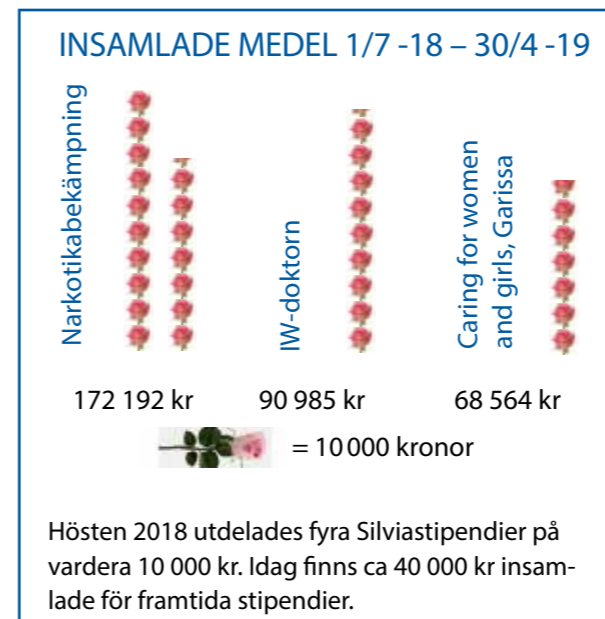 INSAMLADE MEDEL 1/7 -18 – 30/4 -19
Narkotikabekämpning
IW-doktorn
Caring for women
and girls, Garissa
172 192 kr
90 985 kr
68 564 kr
= 10 000 kronor
Hösten 2018 utdelades fyra Silviastipendier på
vardera 10 000 kr. Idag finns ca 40 000 kr insam-
lade för framtida stipendier.